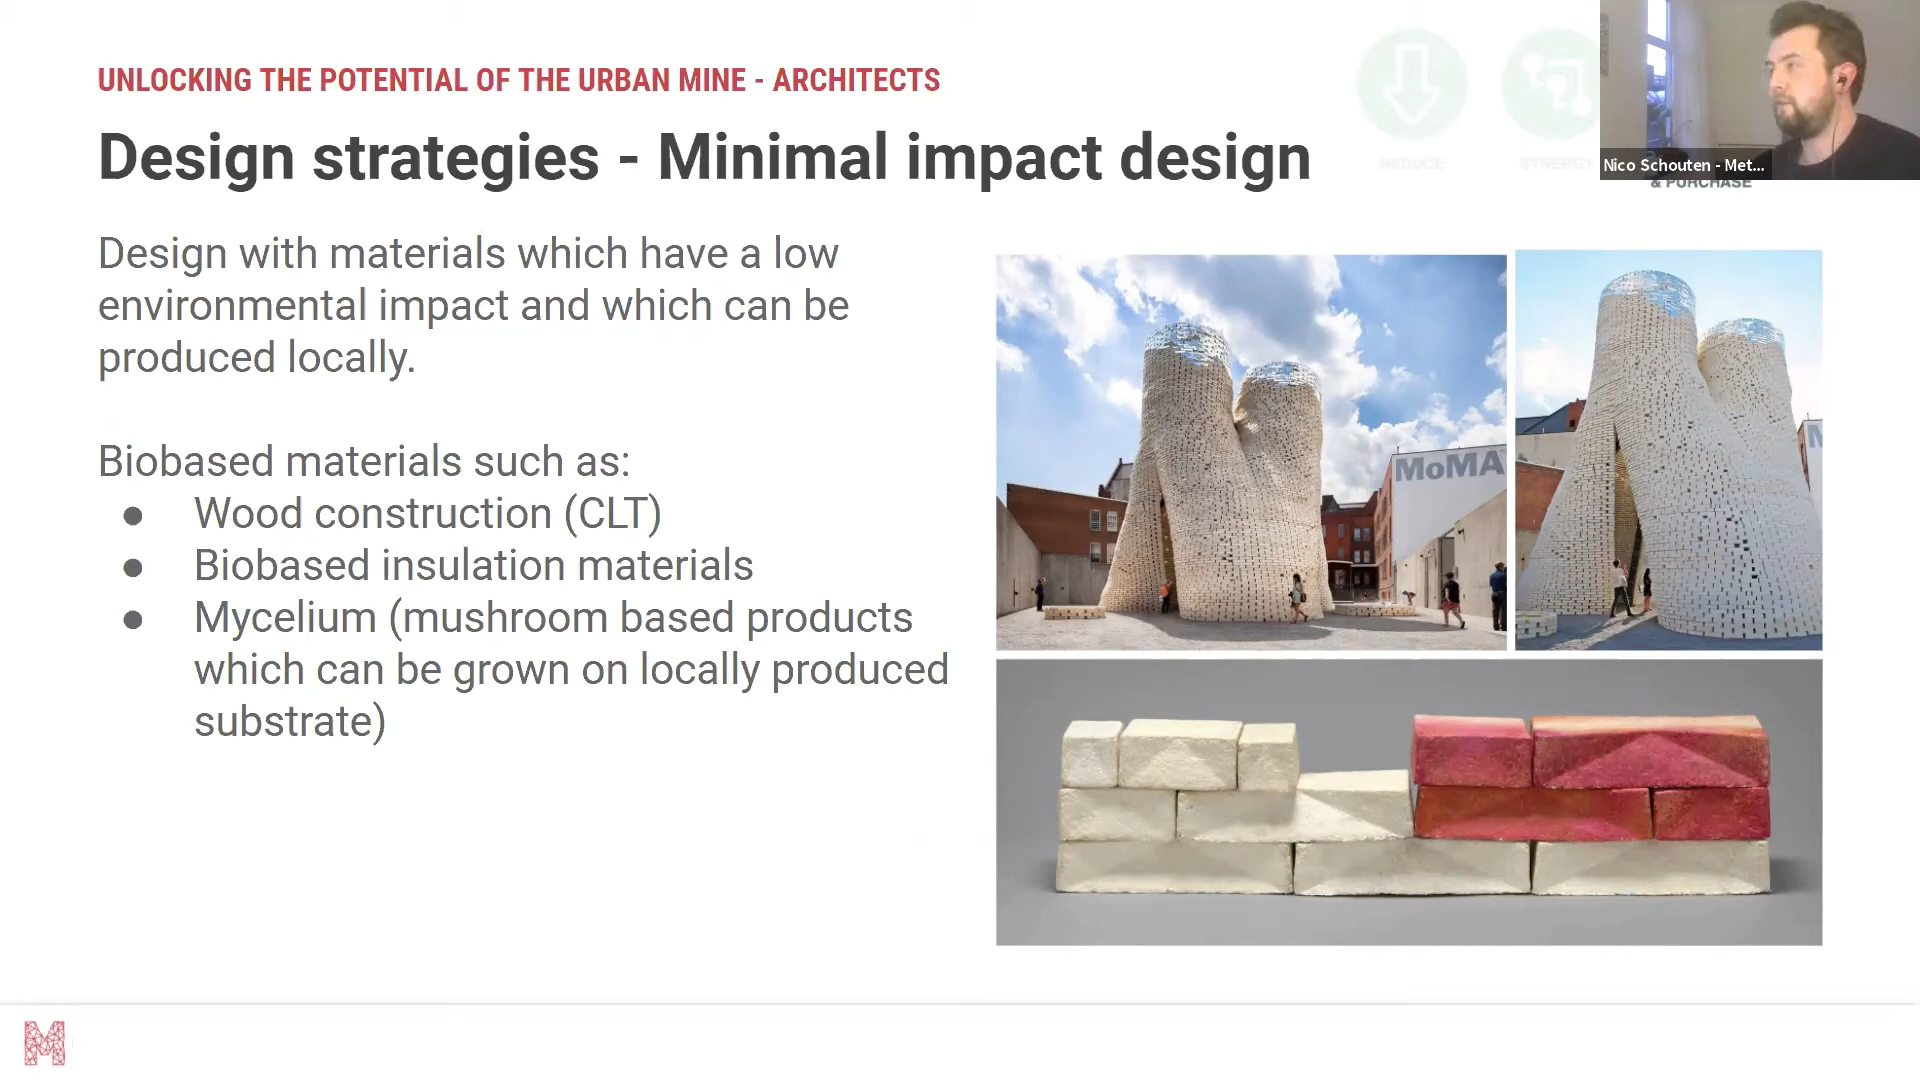 UNLOCKING THE POTENTIAL OF THE URBAN MINE - ARCHITECTS
Design strategies - Minimal impact design
REDUCE
SYNERGY
Nico Schouten - Met...
& PURCHASE
Design with materials which have a low
environmental impact and which can be
produced locally.
Biobased materials such as:
● Wood construction (CLT)
● Biobased insulation materials
● Mycelium (mushroom based products
which can be grown on locally produced
substrate)
MoMA
M
M